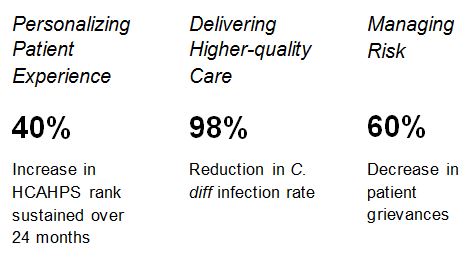 Personalizing
Patient
Experience
40%
Increase in
HCAHPS rank
sustained over
24 months
Delivering
Higher-quality
Care
98%
Reduction in C.
diff infection rate
Managing
Risk
60%
Decrease in
patient
grievances